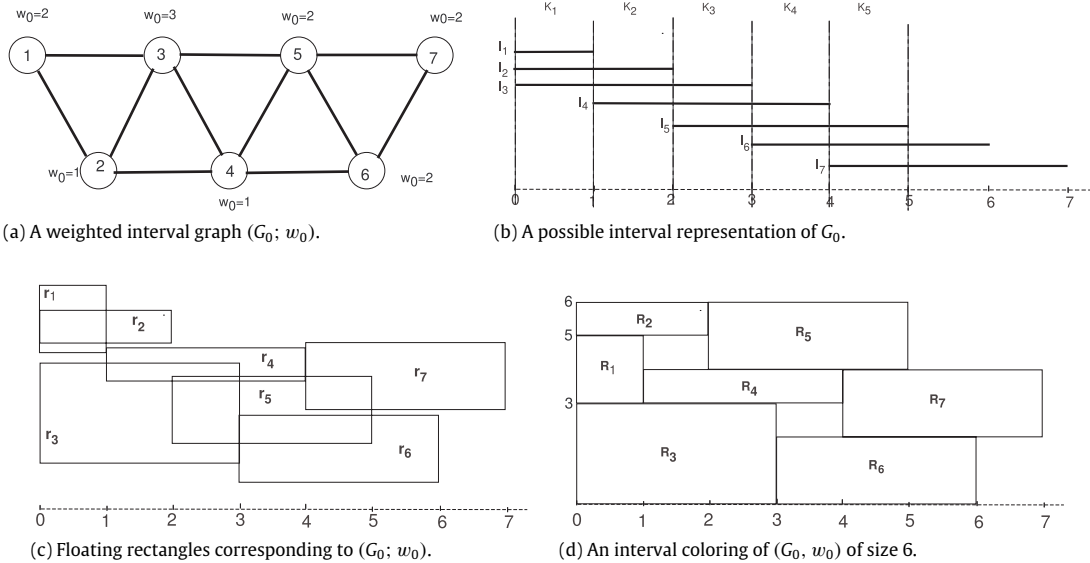 w₀=2
w₀=3
w₀=2
w₀=2
1
3
5
7
2
4
6
w₀=1
w₀=1
w₀=2
(a) A weighted interval graph (G₀; w₀).
K₁ K₂ K₃ K₄ K₅
I₁
I₂
I₃
I₄
I₅
I₆
I₇
0 1 2 3 4 5 6 7
(b) A possible interval representation of G₀.
r₁
r₂
r₄
r₇
r₅
r₃
r₆
0 1 2 3 4 5 6 7
(c) Floating rectangles corresponding to (G₀; w₀).
6
5
3
R₂
R₅
R₁
R₄
R₇
R₃
R₆
0 1 2 3 4 5 6 7
(d) An interval coloring of (G₀, w₀) of size 6.